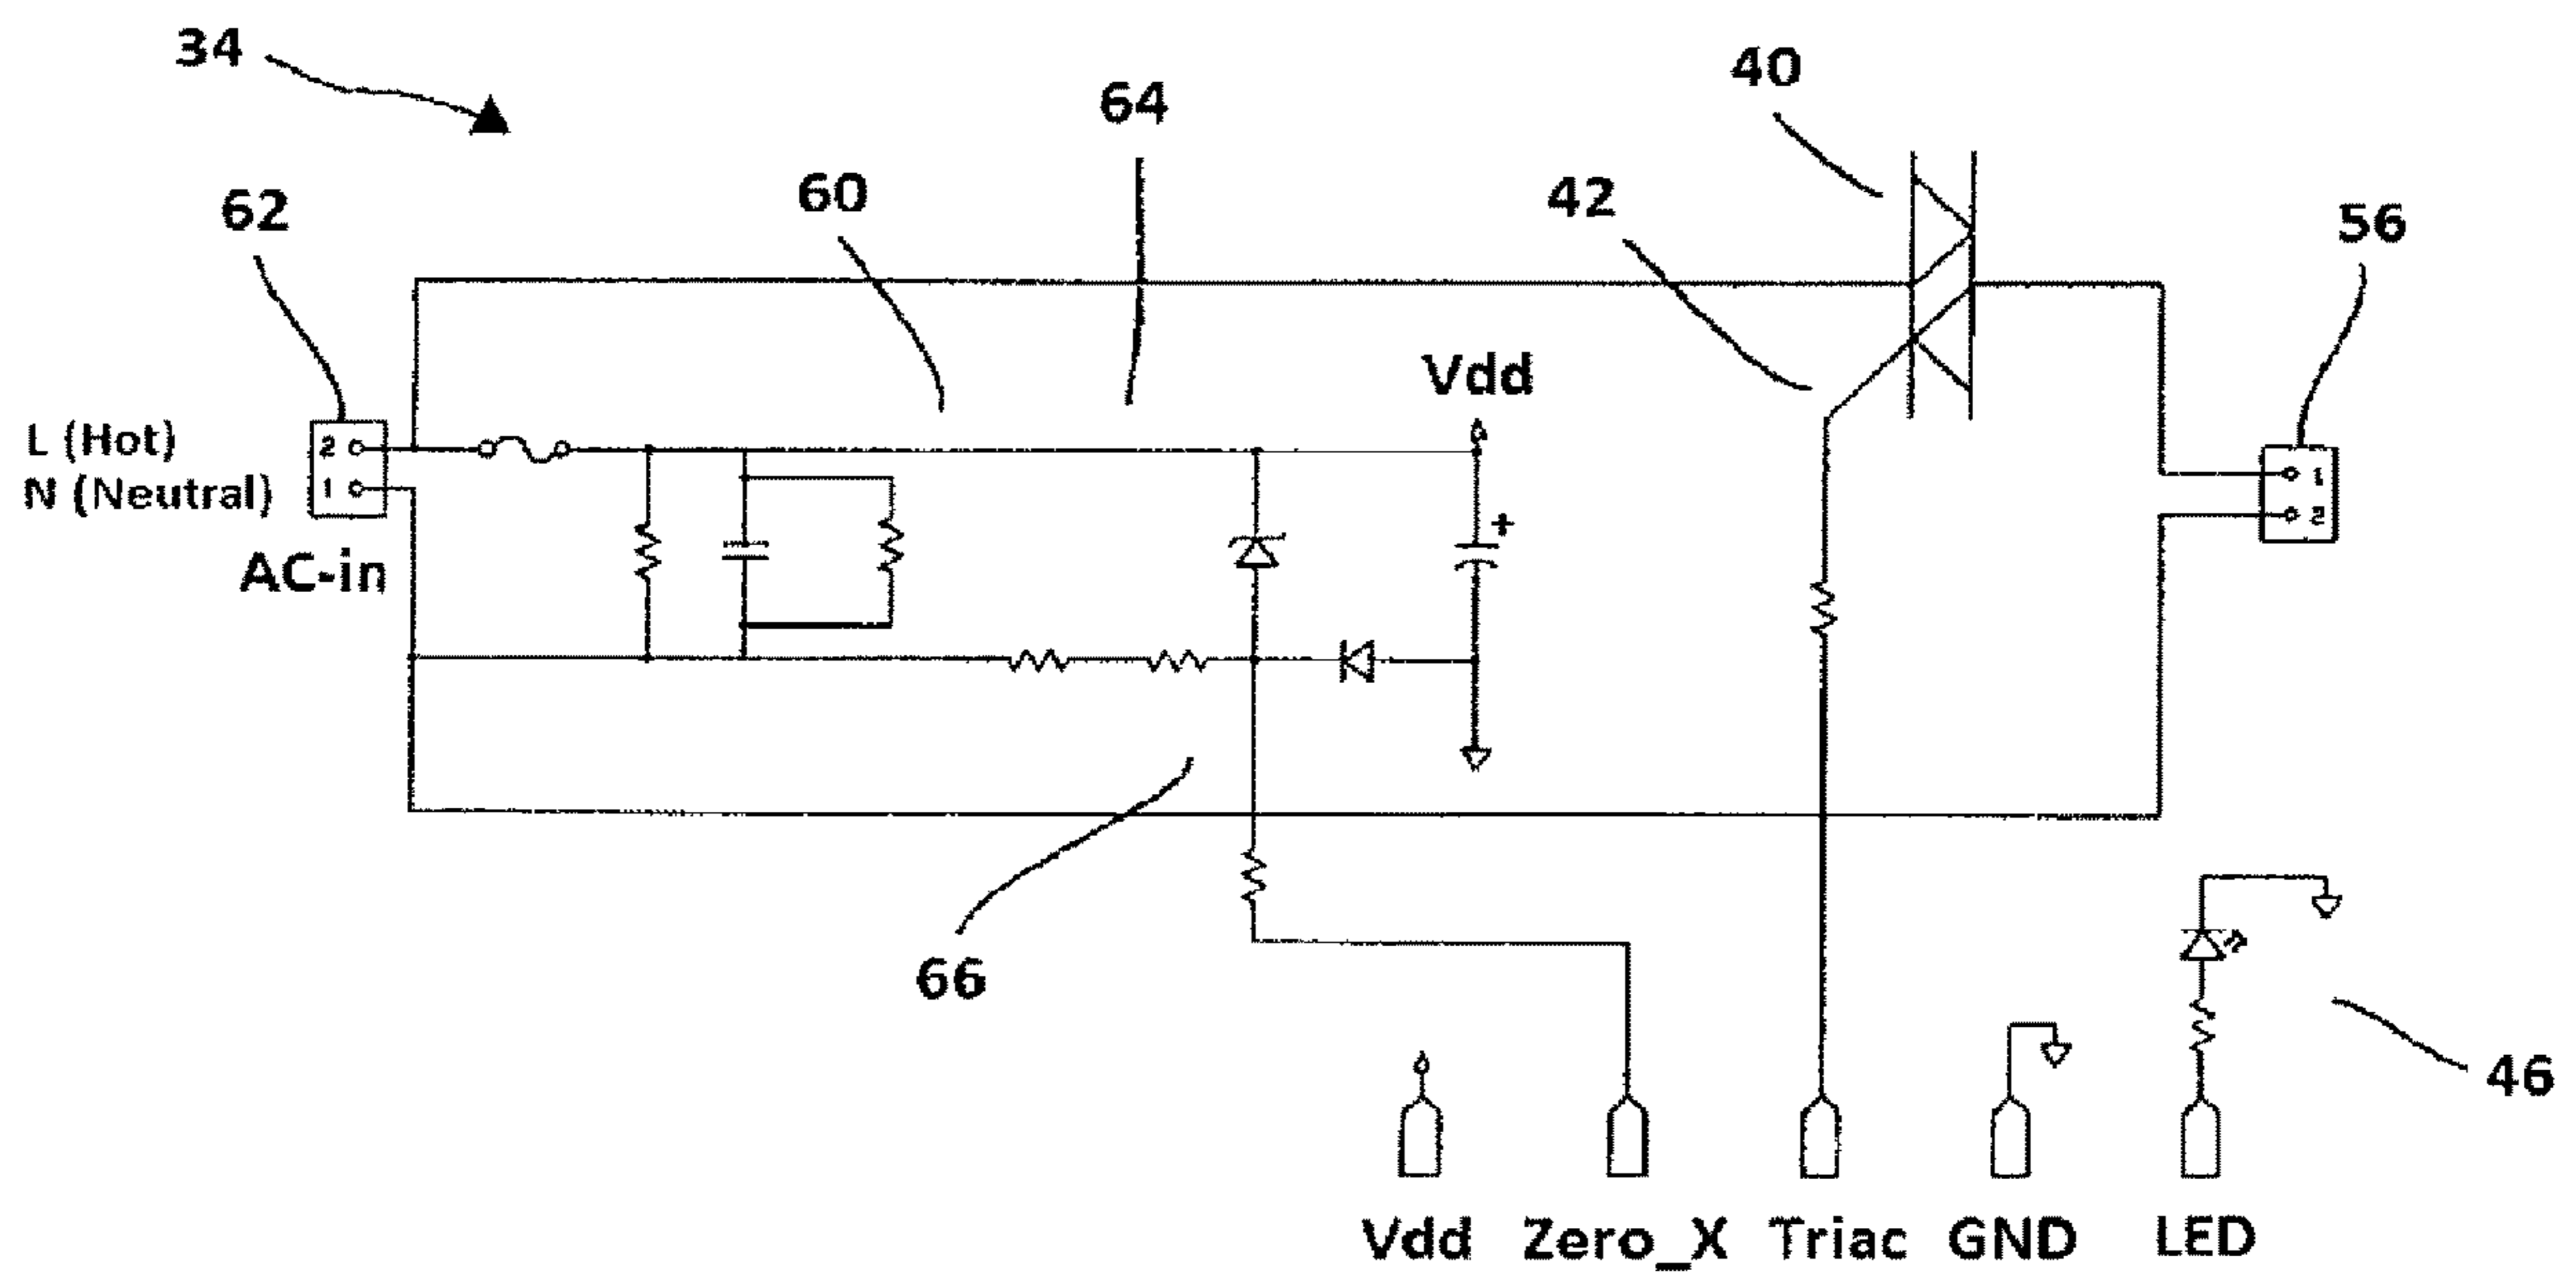 34
40
64
60
42
62
56
Vdd
L (Hot)
2
1
N (Neutral)
1
2
+
AC-in
66
46
Vdd
Zero_X
Triac
GND
LED